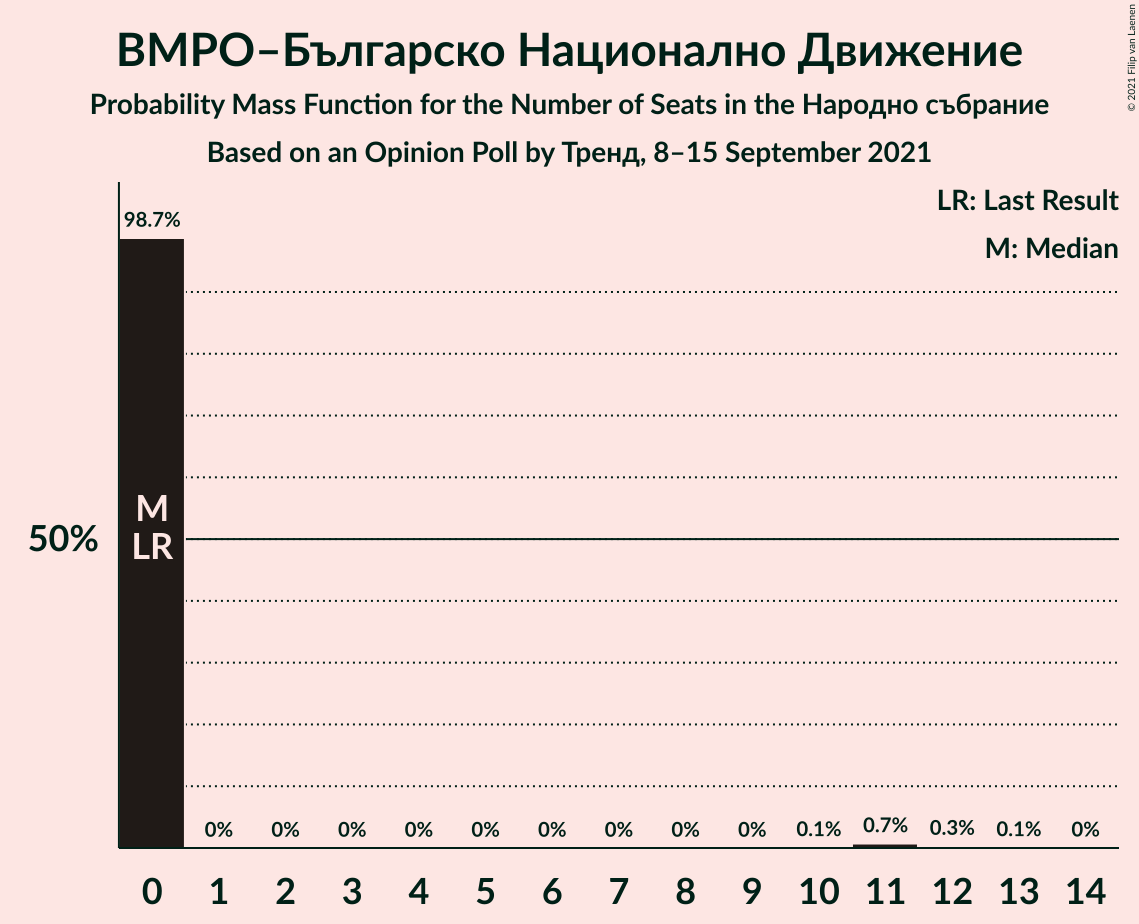 ВМРО–Българско Национално Движение
Probability Mass Function for the Number of Seats in the Народно събрание
Based on an Opinion Poll by Тренд, 8–15 September 2021
© 2021 Filip van Laenen
LR: Last Result
M: Median
98.7%
M
LR
50%
0% 0% 0% 0% 0% 0% 0% 0% 0% 0.1% 0.7% 0.3% 0.1% 0%
0 1 2 3 4 5 6 7 8 9 10 11 12 13 14